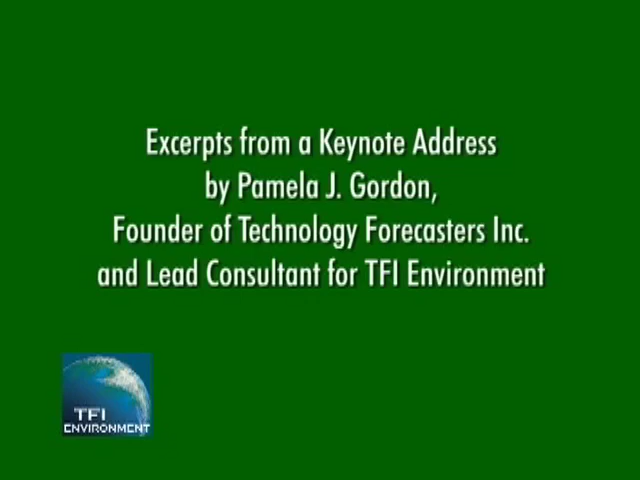 Excerpts from a Keynote Address
by Pamela J. Gordon,
Founder of Technology Forecasters Inc.
and Lead Consultant for TFI Environment
TFI
ENVIRONMENT